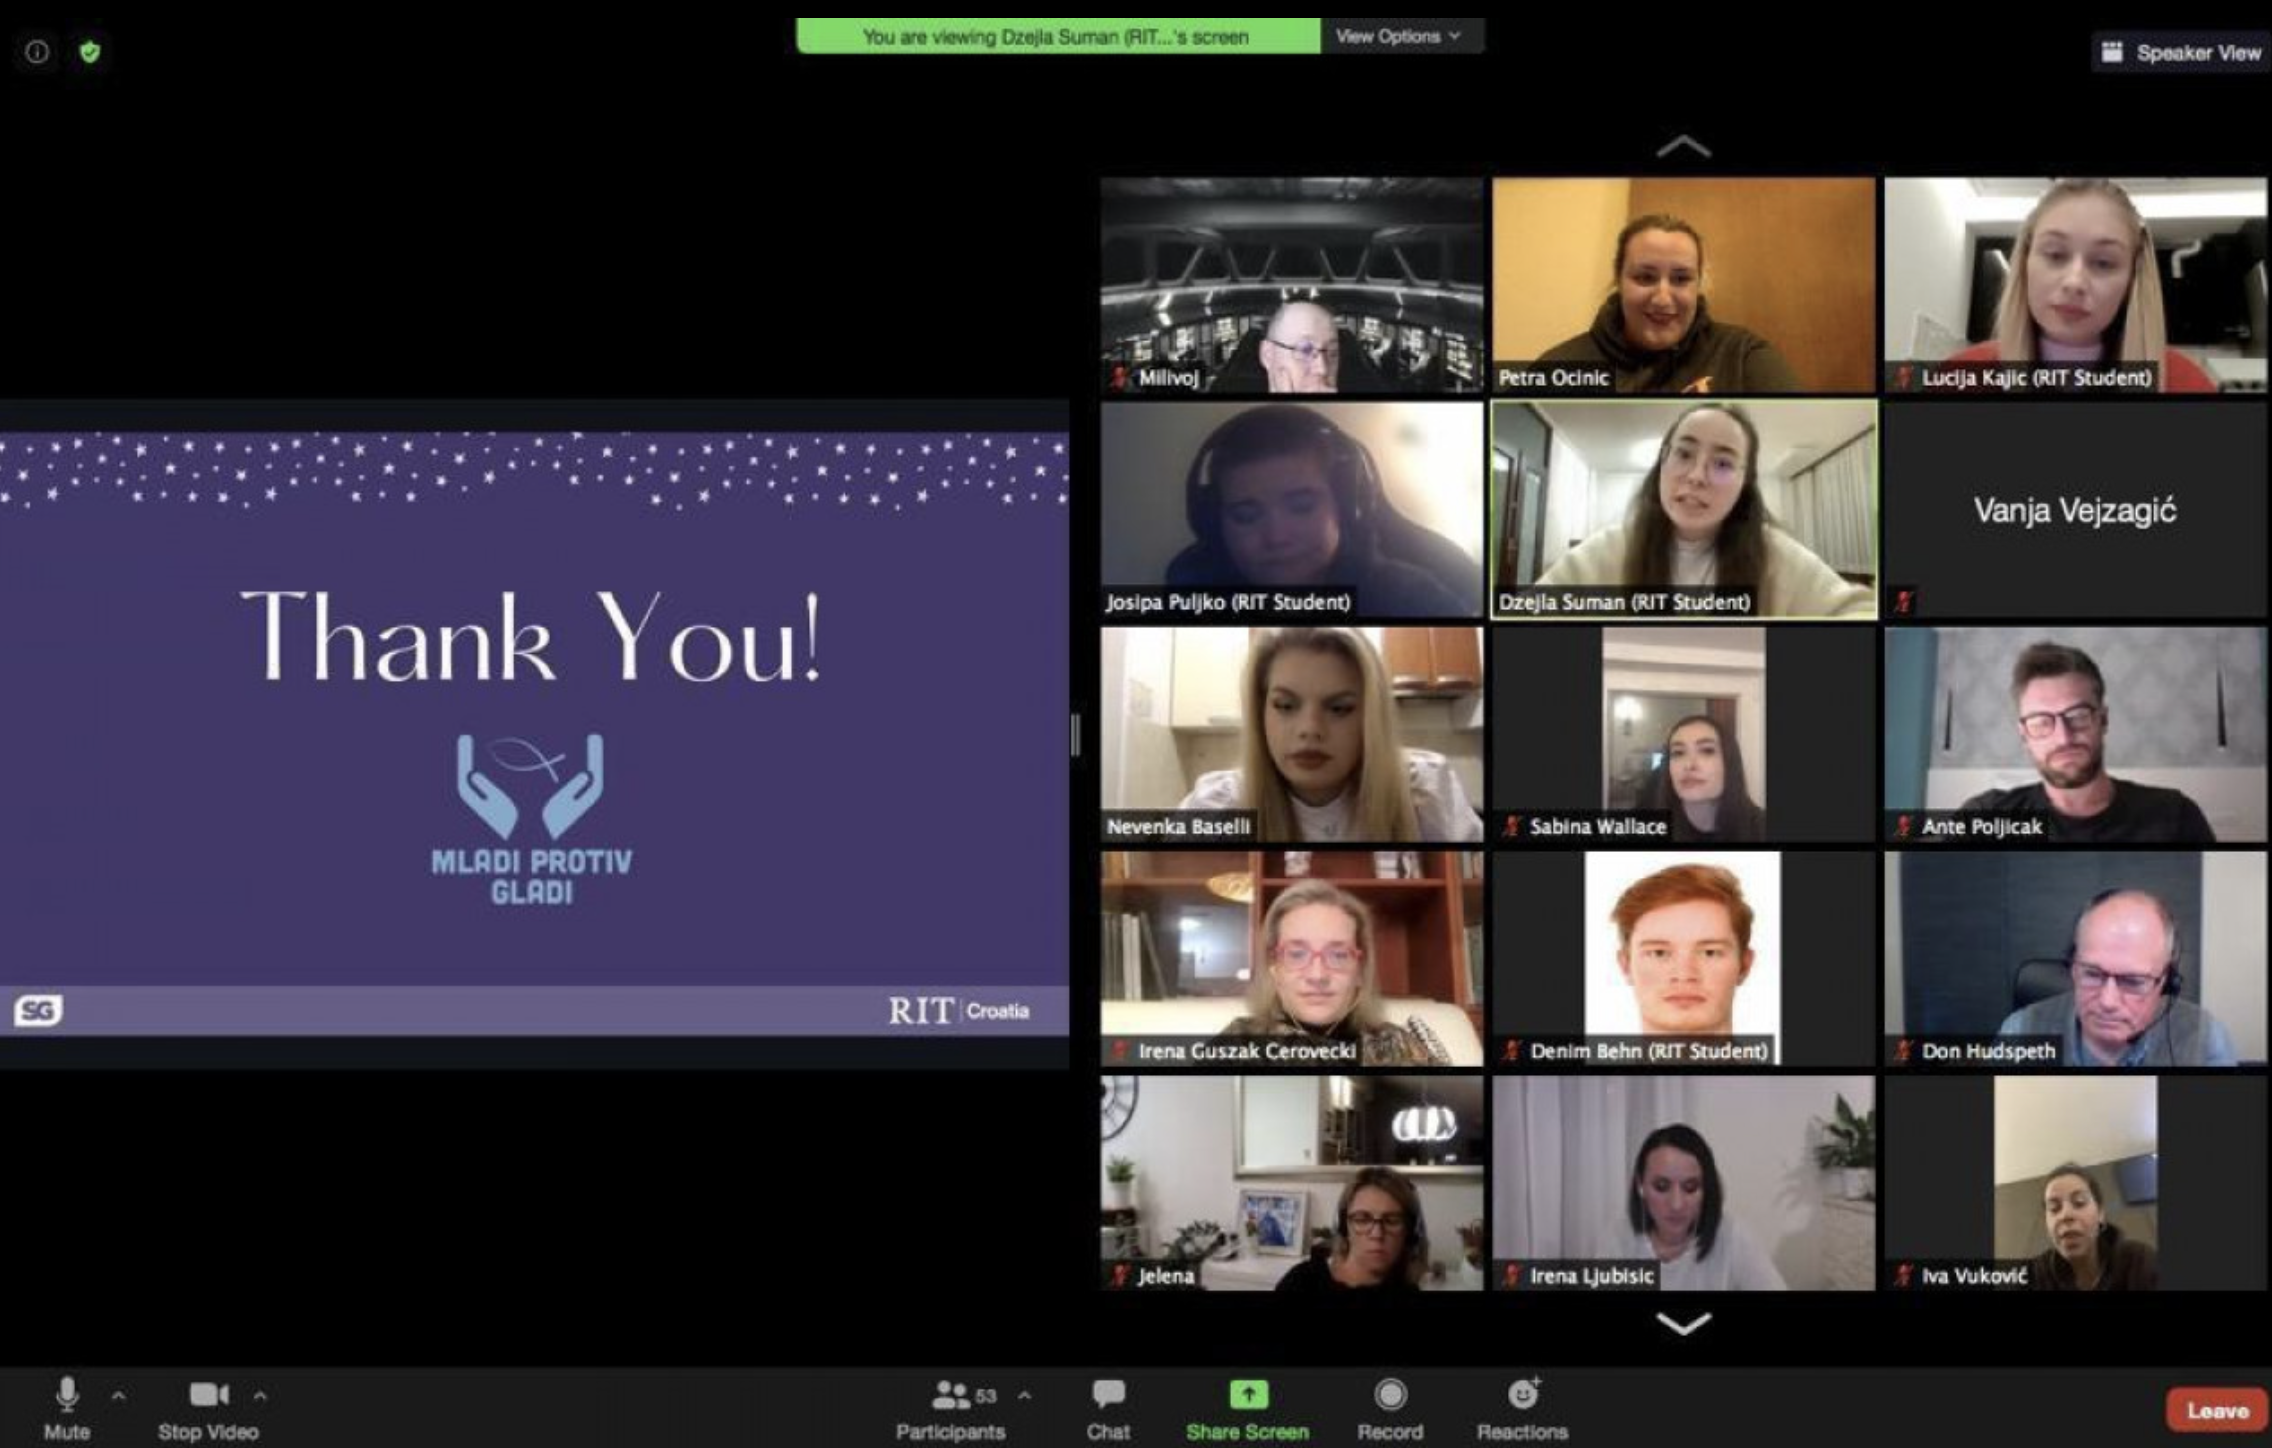 You are viewing Dzejla Suman (RIT...'s screen
View Options
Speaker View
Thank You!
MLADI PROTIV
GLADI
SG
RIT Croatia
Milivoj
Petra Ocinic
Lucija Kajic (RIT Student)
Josipa Puljko (RIT Student)
Dzejla Suman (RIT Student)
Vanja Vejzagić
Nevenka Baselli
Sabina Wallace
Ante Poljicak
Irena Guszak Cerovecki
Denim Behn (RIT Student)
Don Hudspeth
Jelena
Irena Ljubisic
Iva Vuković
Mute
Stop Video
53
Participants
Chat
Share Screen
Record
Reactions
Leave